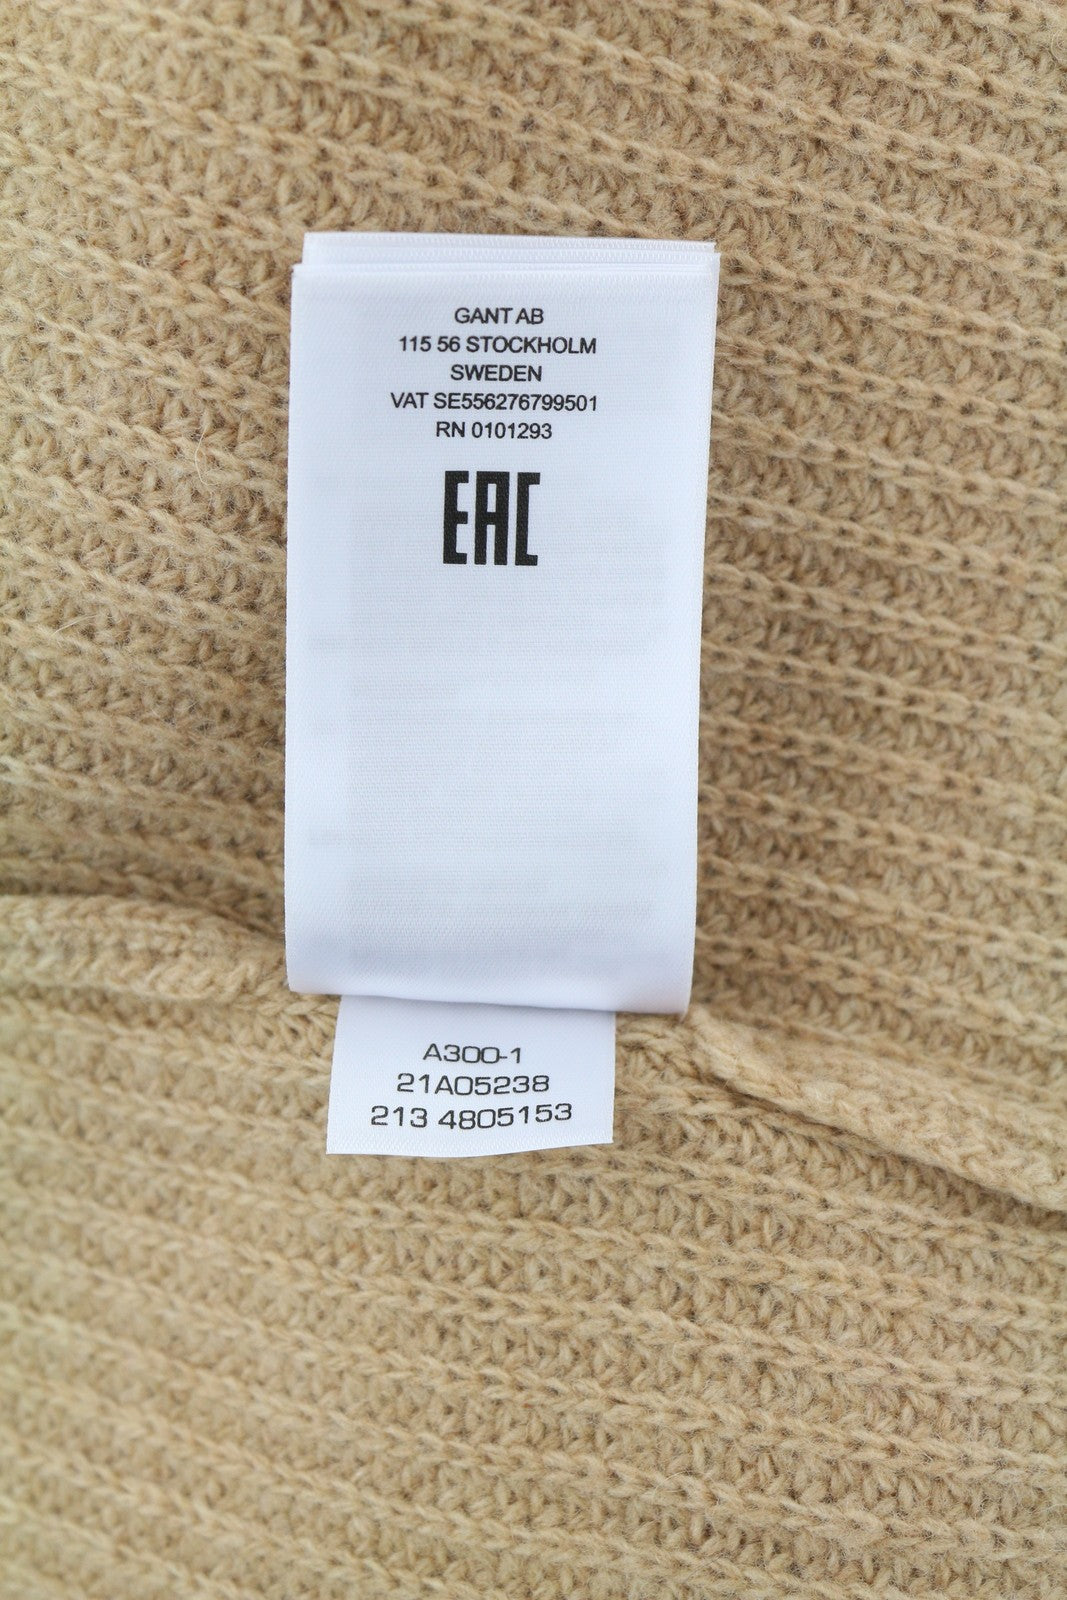 GANT AB
115 56 STOCKHOLM
SWEDEN
VAT SE556276799501
RN 0101293
EAC
A300-1
21A05238
213 4805153